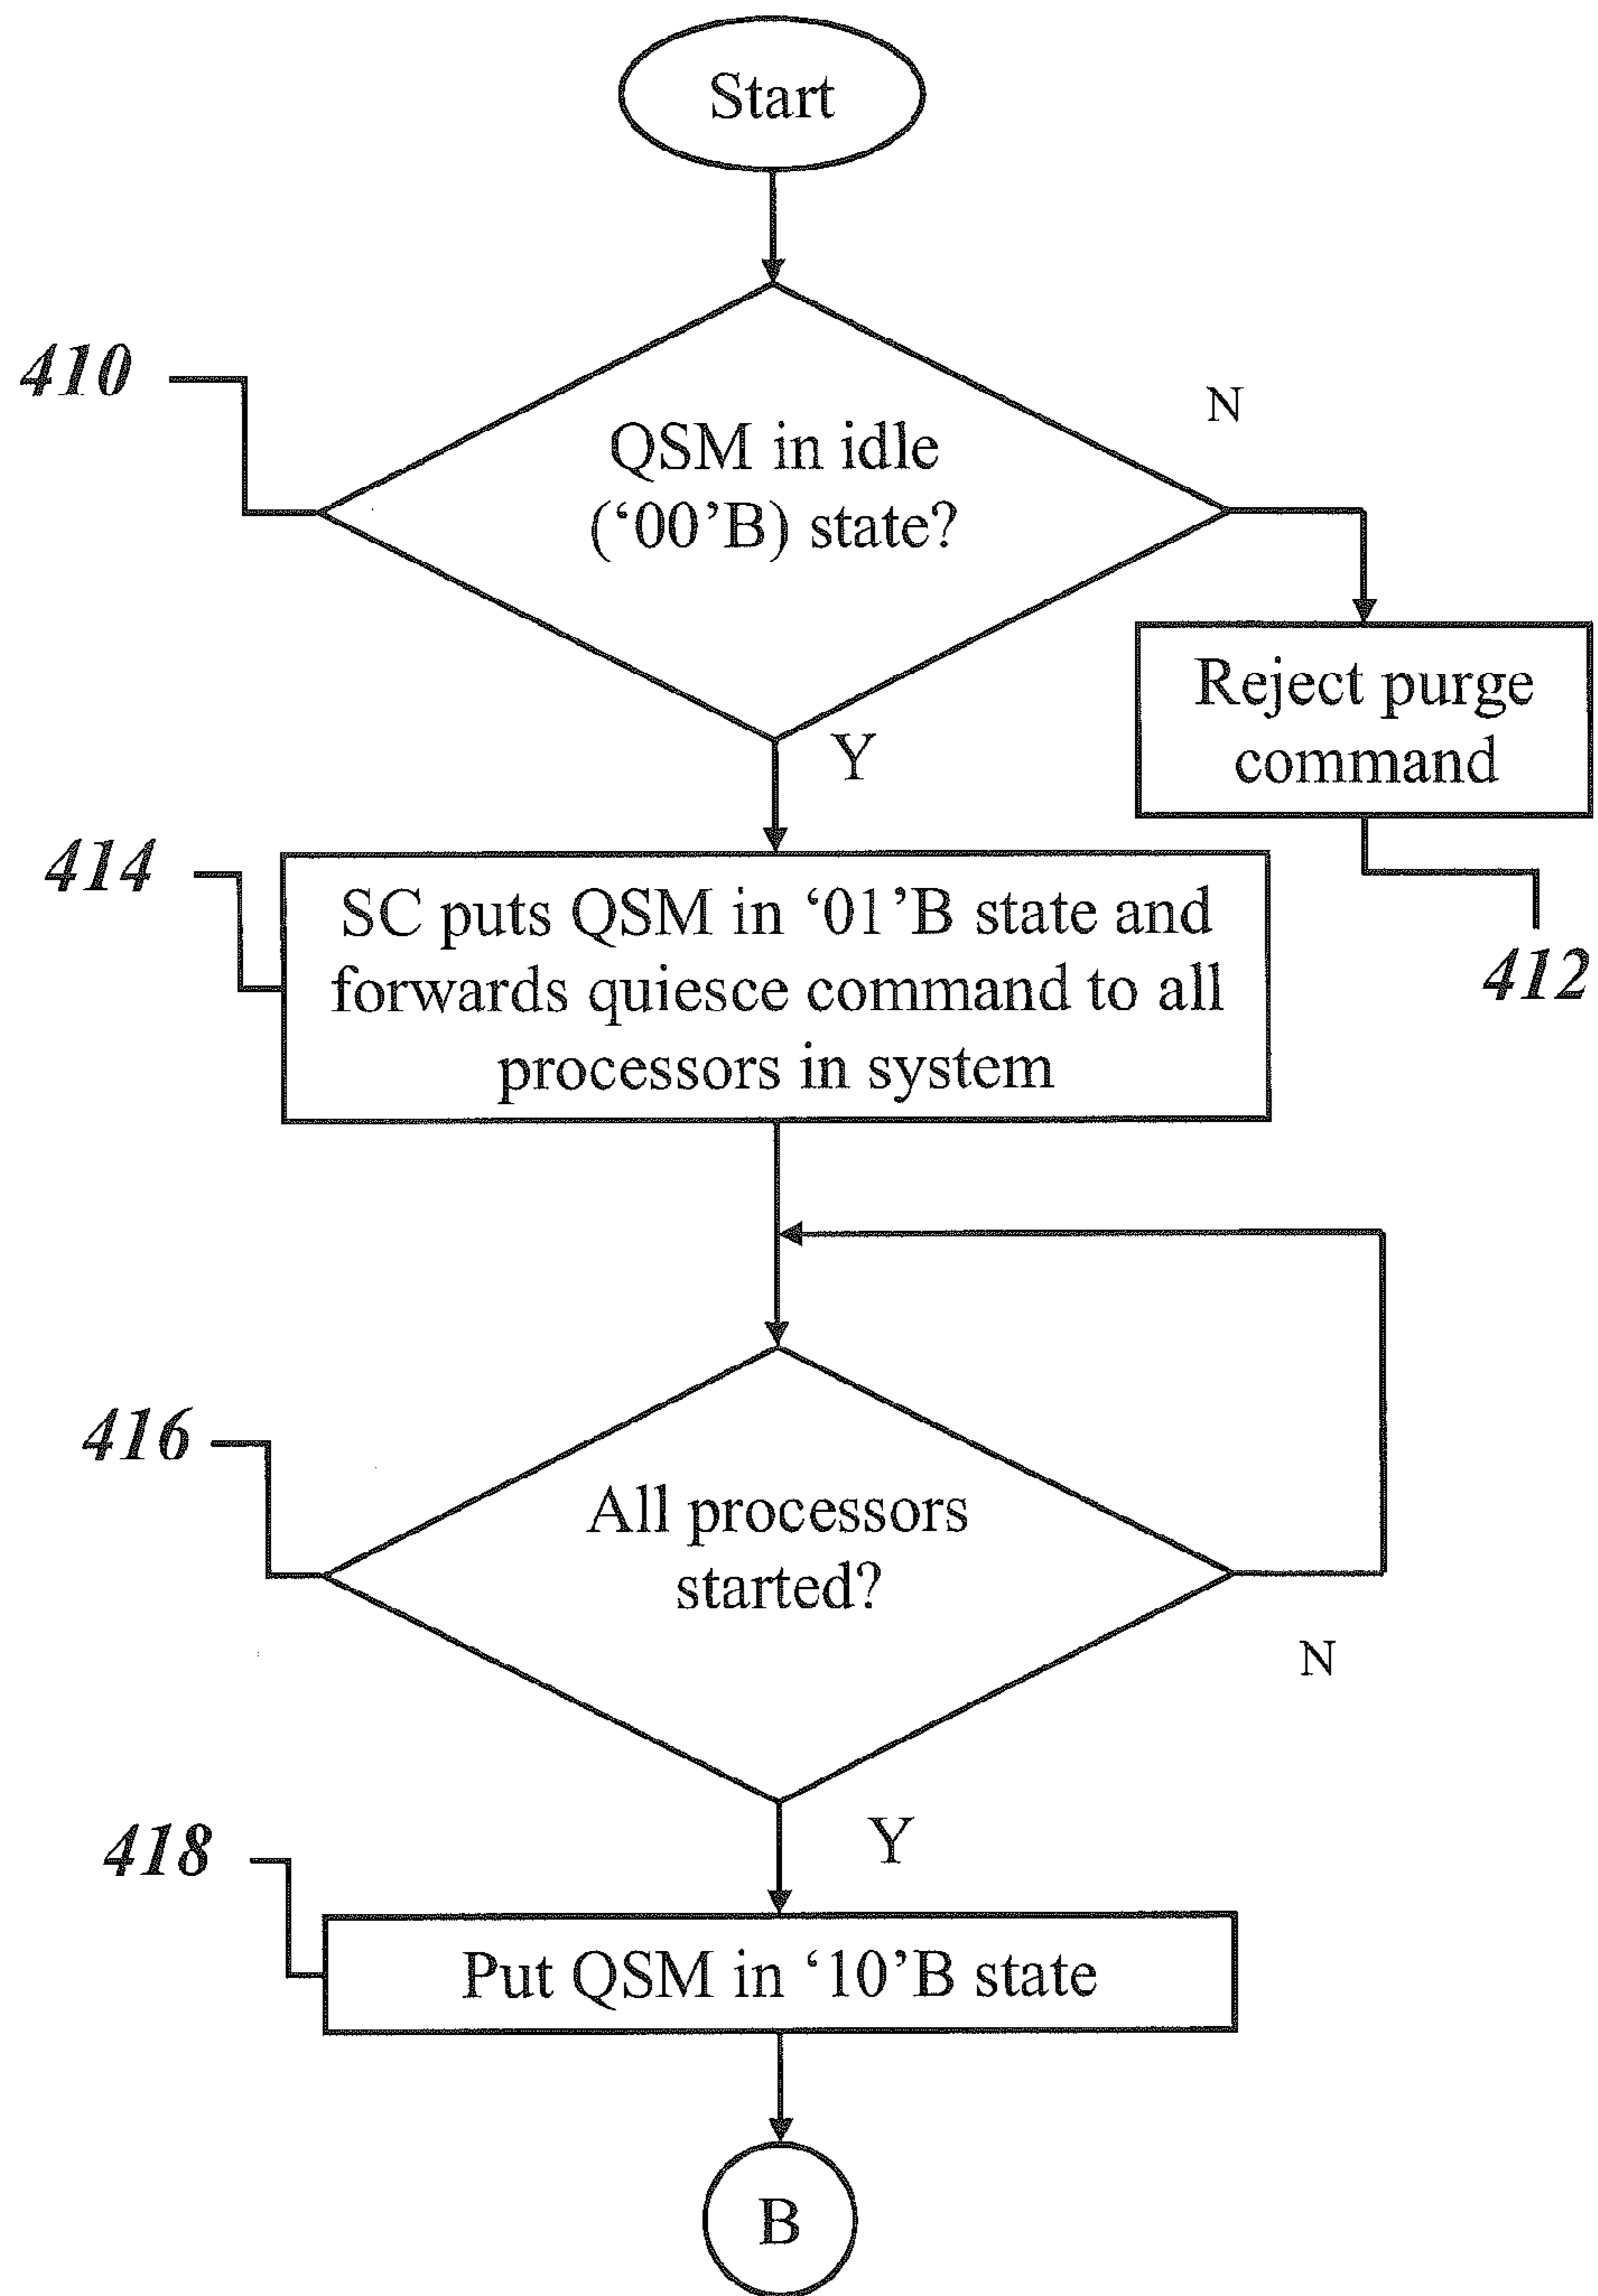 Start
410
N
QSM in idle
(‘00’B) state?
Reject purge
command
Y
414
412
SC puts QSM in ‘01’B state and
forwards quiesce command to all
processors in system
416
All processors
started?
N
418
Y
Put QSM in ‘10’B state
B